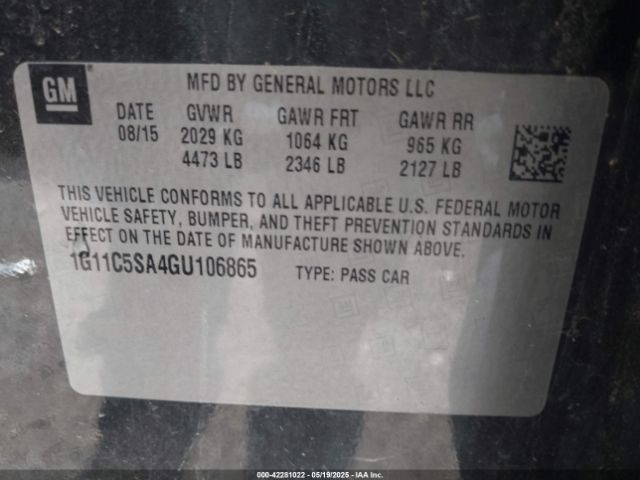 GM
MFD BY GENERAL MOTORS LLC
DATE GVWR GAWR FRT GAWR RR
08/15 2029 KG 1064 KG 965 KG
4473 LB 2346 LB 2127 LB
THIS VEHICLE CONFORMS TO ALL APPLICABLE U.S. FEDERAL MOTOR
VEHICLE SAFETY, BUMPER, AND THEFT PREVENTION STANDARDS IN
EFFECT ON THE DATE OF MANUFACTURE SHOWN ABOVE.
1G11C5SA4GU106865 TYPE: PASS CAR
000-42281022 — 05/19/2025 — IAA Inc.